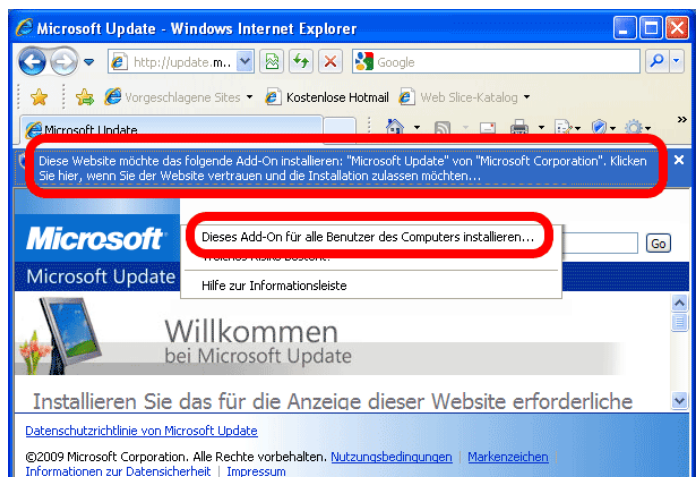 Microsoft Update - Windows Internet Explorer
http://update.m..
Google
Vorgeschlagene Sites
Kostenlose Hotmail
Web Slice-Katalog
Microsoft Update
»
Diese Website möchte das folgende Add-On installieren: "Microsoft Update" von "Microsoft Corporation". Klicken
Sie hier, wenn Sie der Website vertrauen und die Installation zulassen möchten...
Microsoft
Dieses Add-On für alle Benutzer des Computers installieren...
Go
Welches Risiko besteht?
Microsoft Update
Hilfe zur Informationsleiste
Willkommen
bei Microsoft Update
Installieren Sie das für die Anzeige dieser Website erforderliche
Datenschutzrichtlinie von Microsoft Update
©2009 Microsoft Corporation. Alle Rechte vorbehalten. Nutzungsbedingungen | Markenzeichen |
Informationen zur Datensicherheit | Impressum